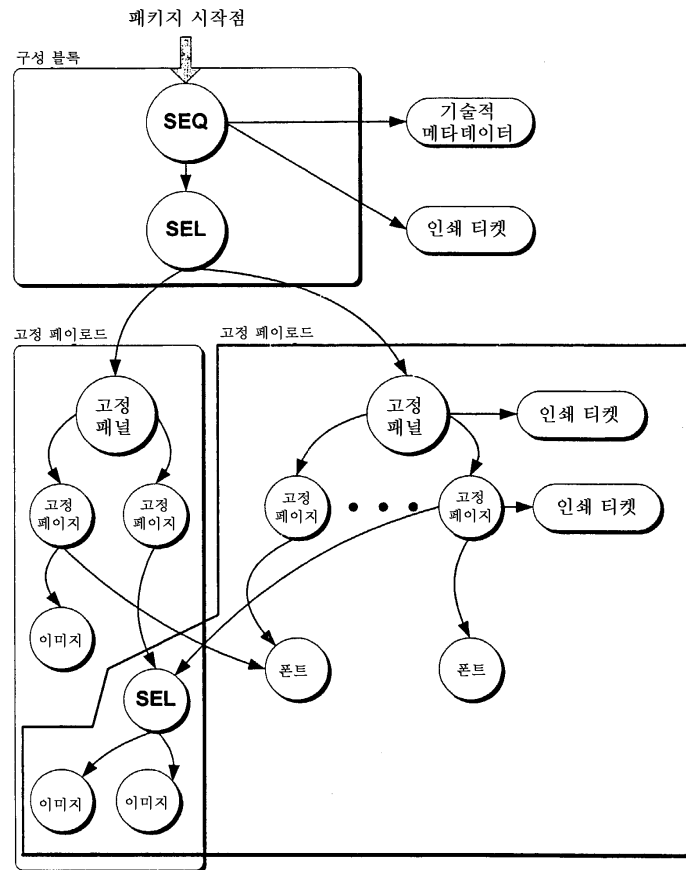 패키지 시작점
구성 블록
SEQ
기술적
메타데이터
SEL
인쇄 티켓
고정 페이로드
고정 페이로드
고정
패널
고정
패널
인쇄 티켓
고정
페이지
고정
페이지
고정
페이지
고정
페이지
인쇄 티켓
이미지
폰트
폰트
SEL
이미지
이미지